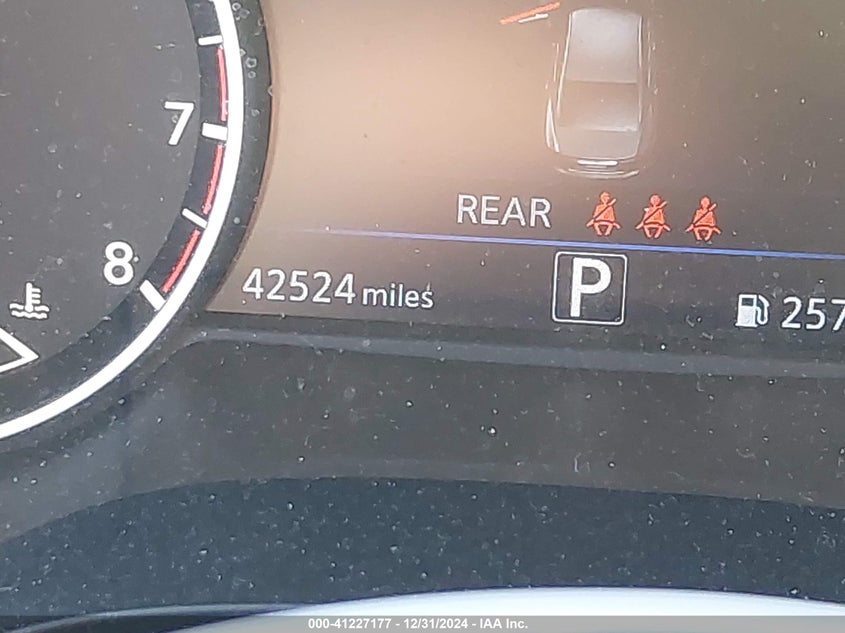 7
REAR
8
42524 miles
P
257
000-41227177 - 12/31/2024 - IAA Inc.